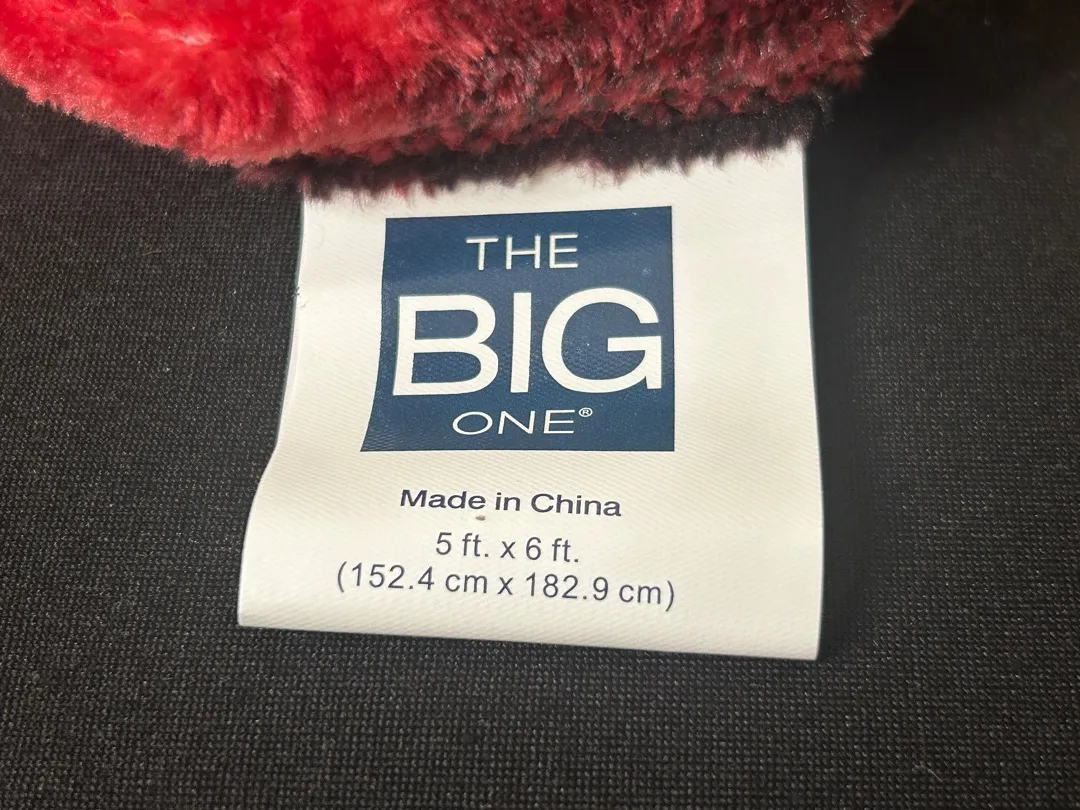 THE
BIG
ONE®
Made in China
5 ft. x 6 ft.
(152.4 cm x 182.9 cm)